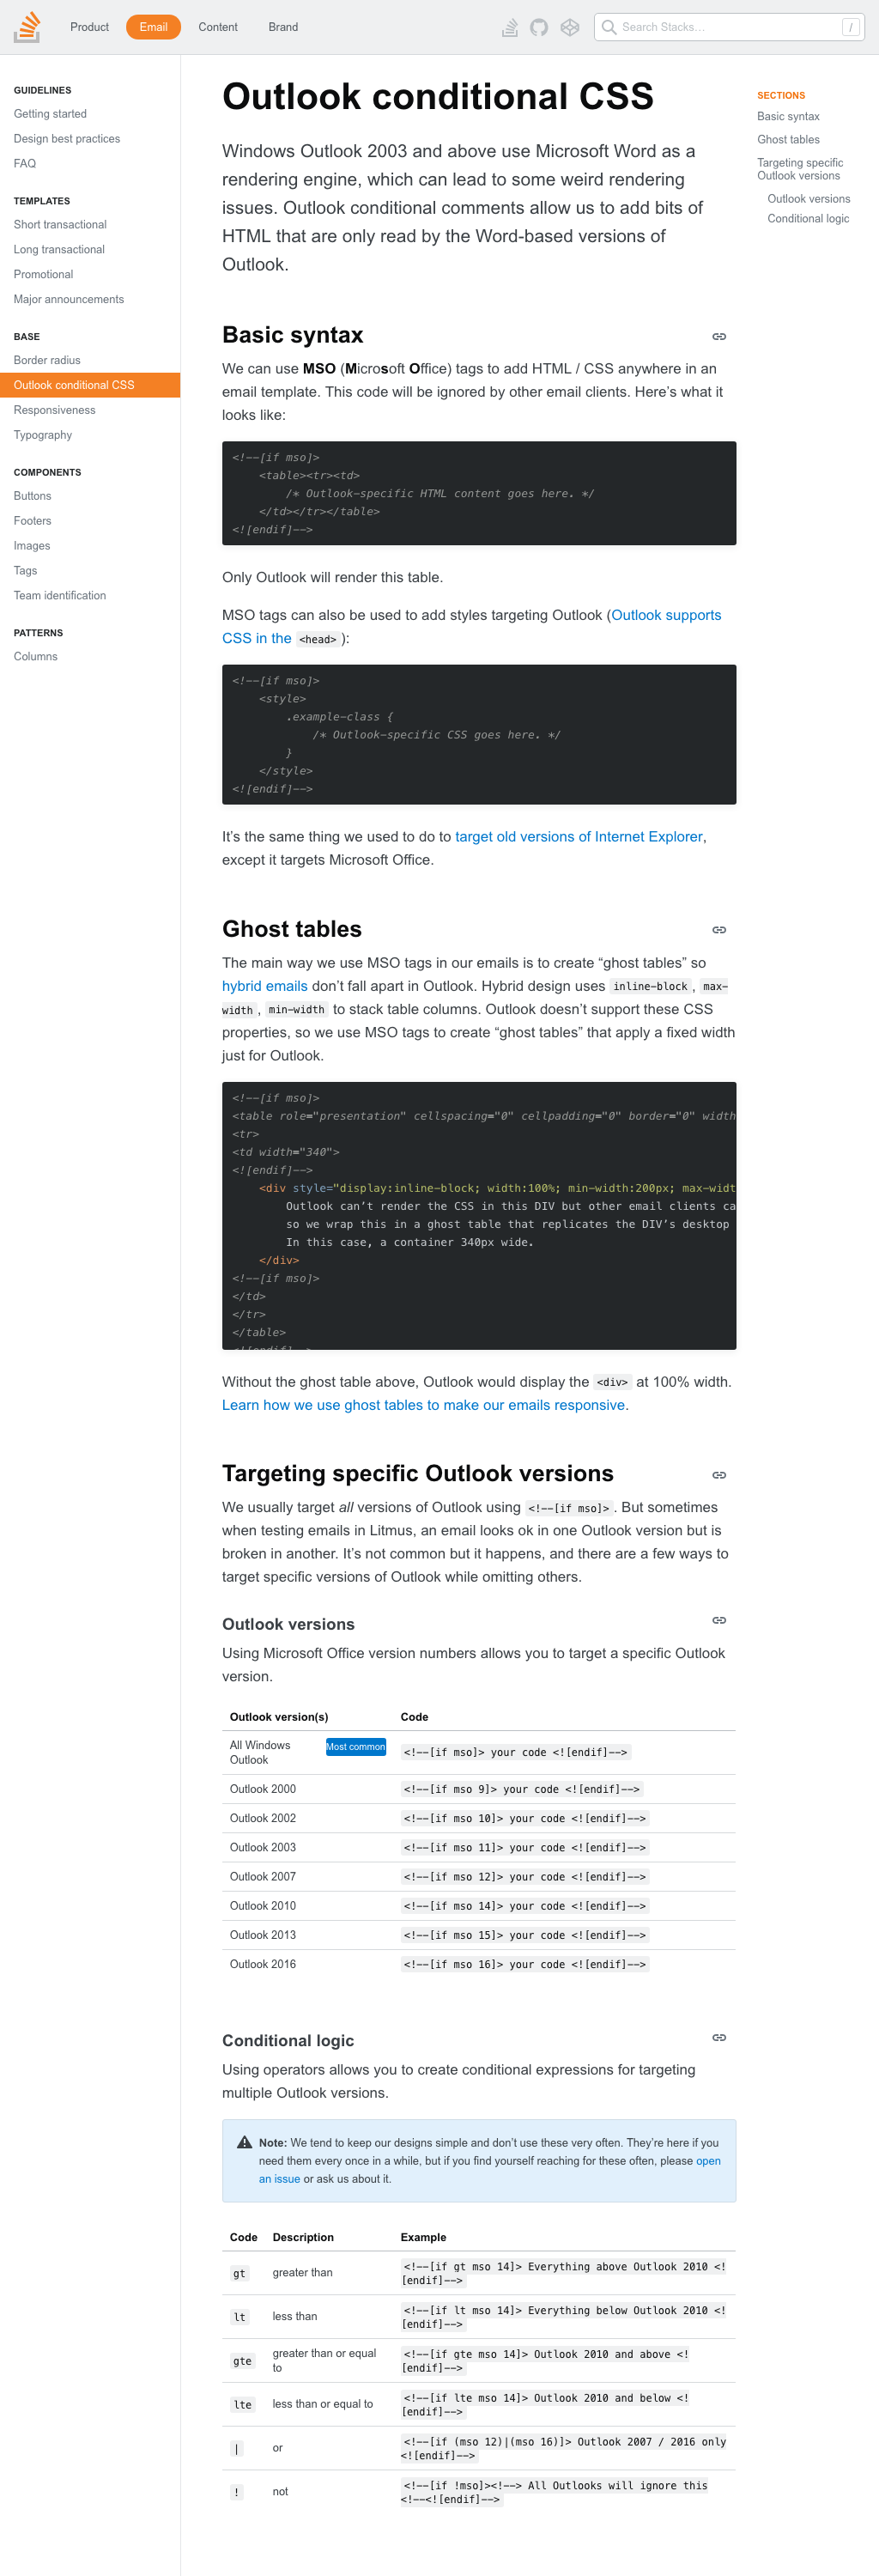 Product
Email
Content
Brand
Search Stacks…
/
GUIDELINES
Getting started
Design best practices
FAQ
TEMPLATES
Short transactional
Long transactional
Promotional
Major announcements
BASE
Border radius
Outlook conditional CSS
Responsiveness
Typography
COMPONENTS
Buttons
Footers
Images
Tags
Team identification
PATTERNS
Columns
Outlook conditional CSS
Windows Outlook 2003 and above use Microsoft Word as a
rendering engine, which can lead to some weird rendering
issues. Outlook conditional comments allow us to add bits of
HTML that are only read by the Word-based versions of
Outlook.
Basic syntax
We can use MSO (Microsoft Office) tags to add HTML / CSS anywhere in an
email template. This code will be ignored by other email clients. Here’s what it
looks like:
<!--[if mso]>
<table><tr><td>
/* Outlook-specific HTML content goes here. */
</td></tr></table>
<![endif]-->
Only Outlook will render this table.
MSO tags can also be used to add styles targeting Outlook (Outlook supports
CSS in the <head>):
<!--[if mso]>
<style>
.example-class {
/* Outlook-specific CSS goes here. */
}
</style>
<![endif]-->
It’s the same thing we used to do to target old versions of Internet Explorer,
except it targets Microsoft Office.
Ghost tables
The main way we use MSO tags in our emails is to create “ghost tables” so
hybrid emails don’t fall apart in Outlook. Hybrid design uses inline-block, max-
width, min-width to stack table columns. Outlook doesn’t support these CSS
properties, so we use MSO tags to create “ghost tables” that apply a fixed width
just for Outlook.
<!--[if mso]>
<table role="presentation" cellspacing="0" cellpadding="0" border="0" width
<tr>
<td width="340">
<![endif]-->
<div style="display:inline-block; width:100%; min-width:200px; max-widt
Outlook can’t render the CSS in this DIV but other email clients ca
so we wrap this in a ghost table that replicates the DIV’s desktop
In this case, a container 340px wide.
</div>
<!--[if mso]>
</td>
</tr>
</table>
<![endif]-->
Without the ghost table above, Outlook would display the <div> at 100% width.
Learn how we use ghost tables to make our emails responsive.
Targeting specific Outlook versions
We usually target all versions of Outlook using <!--[if mso]>. But sometimes
when testing emails in Litmus, an email looks ok in one Outlook version but is
broken in another. It’s not common but it happens, and there are a few ways to
target specific versions of Outlook while omitting others.
Outlook versions
Using Microsoft Office version numbers allows you to target a specific Outlook
version.
Outlook version(s) Code
All Windows
Outlook
Most common
<!--[if mso]> your code <![endif]-->
Outlook 2000 <!--[if mso 9]> your code <![endif]-->
Outlook 2002 <!--[if mso 10]> your code <![endif]-->
Outlook 2003 <!--[if mso 11]> your code <![endif]-->
Outlook 2007 <!--[if mso 12]> your code <![endif]-->
Outlook 2010 <!--[if mso 14]> your code <![endif]-->
Outlook 2013 <!--[if mso 15]> your code <![endif]-->
Outlook 2016 <!--[if mso 16]> your code <![endif]-->
Conditional logic
Using operators allows you to create conditional expressions for targeting
multiple Outlook versions.
Note: We tend to keep our designs simple and don’t use these very often. They’re here if you
need them every once in a while, but if you find yourself reaching for these often, please open
an issue or ask us about it.
Code Description Example
gt greater than <!--[if gt mso 14]> Everything above Outlook 2010 <!
[endif]-->
lt less than <!--[if lt mso 14]> Everything below Outlook 2010 <!
[endif]-->
gte greater than or equal
to
<!--[if gte mso 14]> Outlook 2010 and above <!
[endif]-->
lte less than or equal to <!--[if lte mso 14]> Outlook 2010 and below <!
[endif]-->
| or <!--[if (mso 12)|(mso 16)]> Outlook 2007 / 2016 only
<![endif]-->
! not <!--[if !mso]><!--> All Outlooks will ignore this
<!--<![endif]-->
SECTIONS
Basic syntax
Ghost tables
Targeting specific
Outlook versions
Outlook versions
Conditional logic